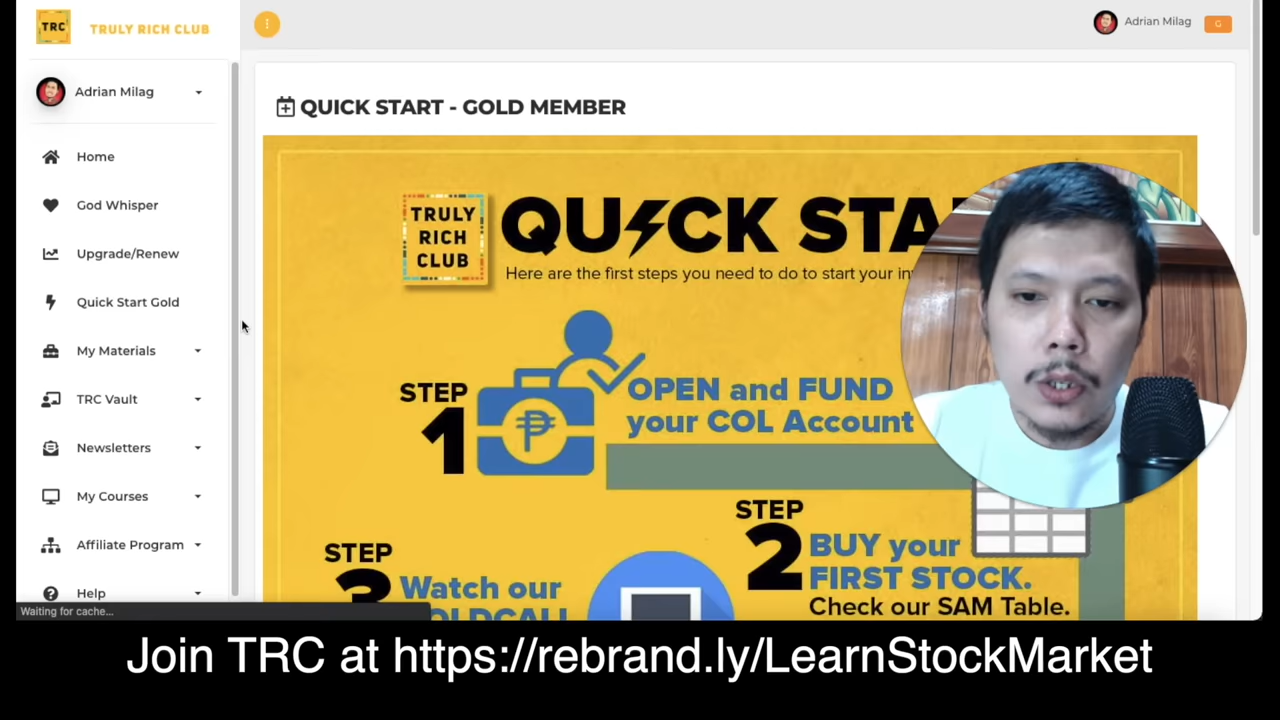 TRC
TRULY RICH CLUB
Adrian Milag
G
Adrian Milag
Home
God Whisper
Upgrade/Renew
Quick Start Gold
My Materials
TRC Vault
Newsletters
My Courses
Affiliate Program
Help
Waiting for cache...
QUICK START - GOLD MEMBER
TRULY
RICH
CLUB
QUICK STA
Here are the first steps you need to do to start your in
STEP
1
OPEN and FUND
your COL Account
STEP
2
BUY your
FIRST STOCK.
Check our SAM Table.
STEP
3
Watch our
Join TRC at https://rebrand.ly/LearnStockMarket